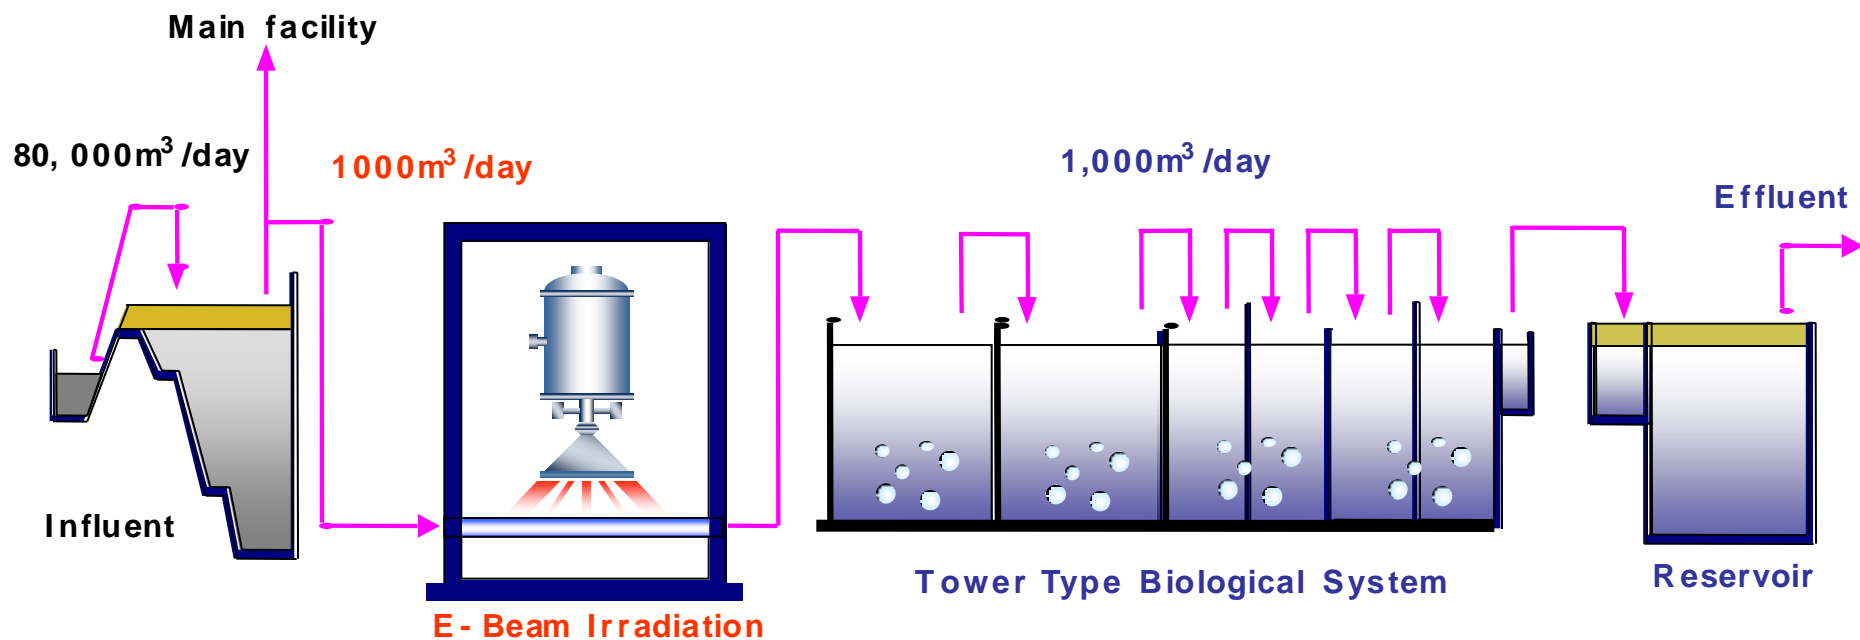 Main facility
80, 000m³/day
1000m³/day
1,000m³/day
Effluent
Influent
E- Beam Irradiation
Tower Type Biological System
Reservoir